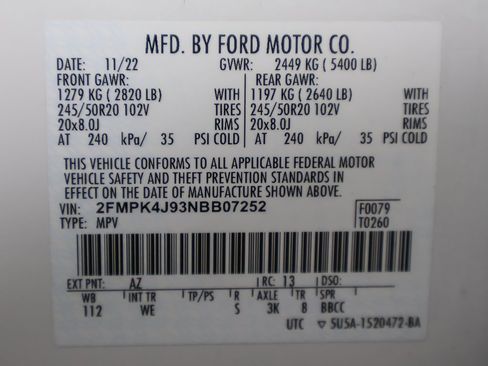 MFD. BY FORD MOTOR CO.
DATE: 11/22 GVWR: 2449 KG ( 5400 LB)
FRONT GAWR: REAR GAWR:
1279 KG ( 2820 LB) WITH 1197 KG ( 2640 LB) WITH
245/50R20 102V TIRES 245/50R20 102V TIRES
20x8.0J RIMS 20x8.0J RIMS
AT 240 kPa/ 35 PSI COLD AT 240 kPa/ 35 PSI COLD
THIS VEHICLE CONFORMS TO ALL APPLICABLE FEDERAL MOTOR
VEHICLE SAFETY AND THEFT PREVENTION STANDARDS IN
EFFECT ON THE DATE OF MANUFACTURE SHOWN ABOVE.
VIN: 2FMPK4J93NBB07252 F0079
TYPE: MPV T0260
EXT PNT: AZ RC: 13 DSO:
WB INT TR TP/PS R AXLE TR SPR
112 WE S 3K 8 BBCC
UTC ▽ 5U5A-1520472-BA